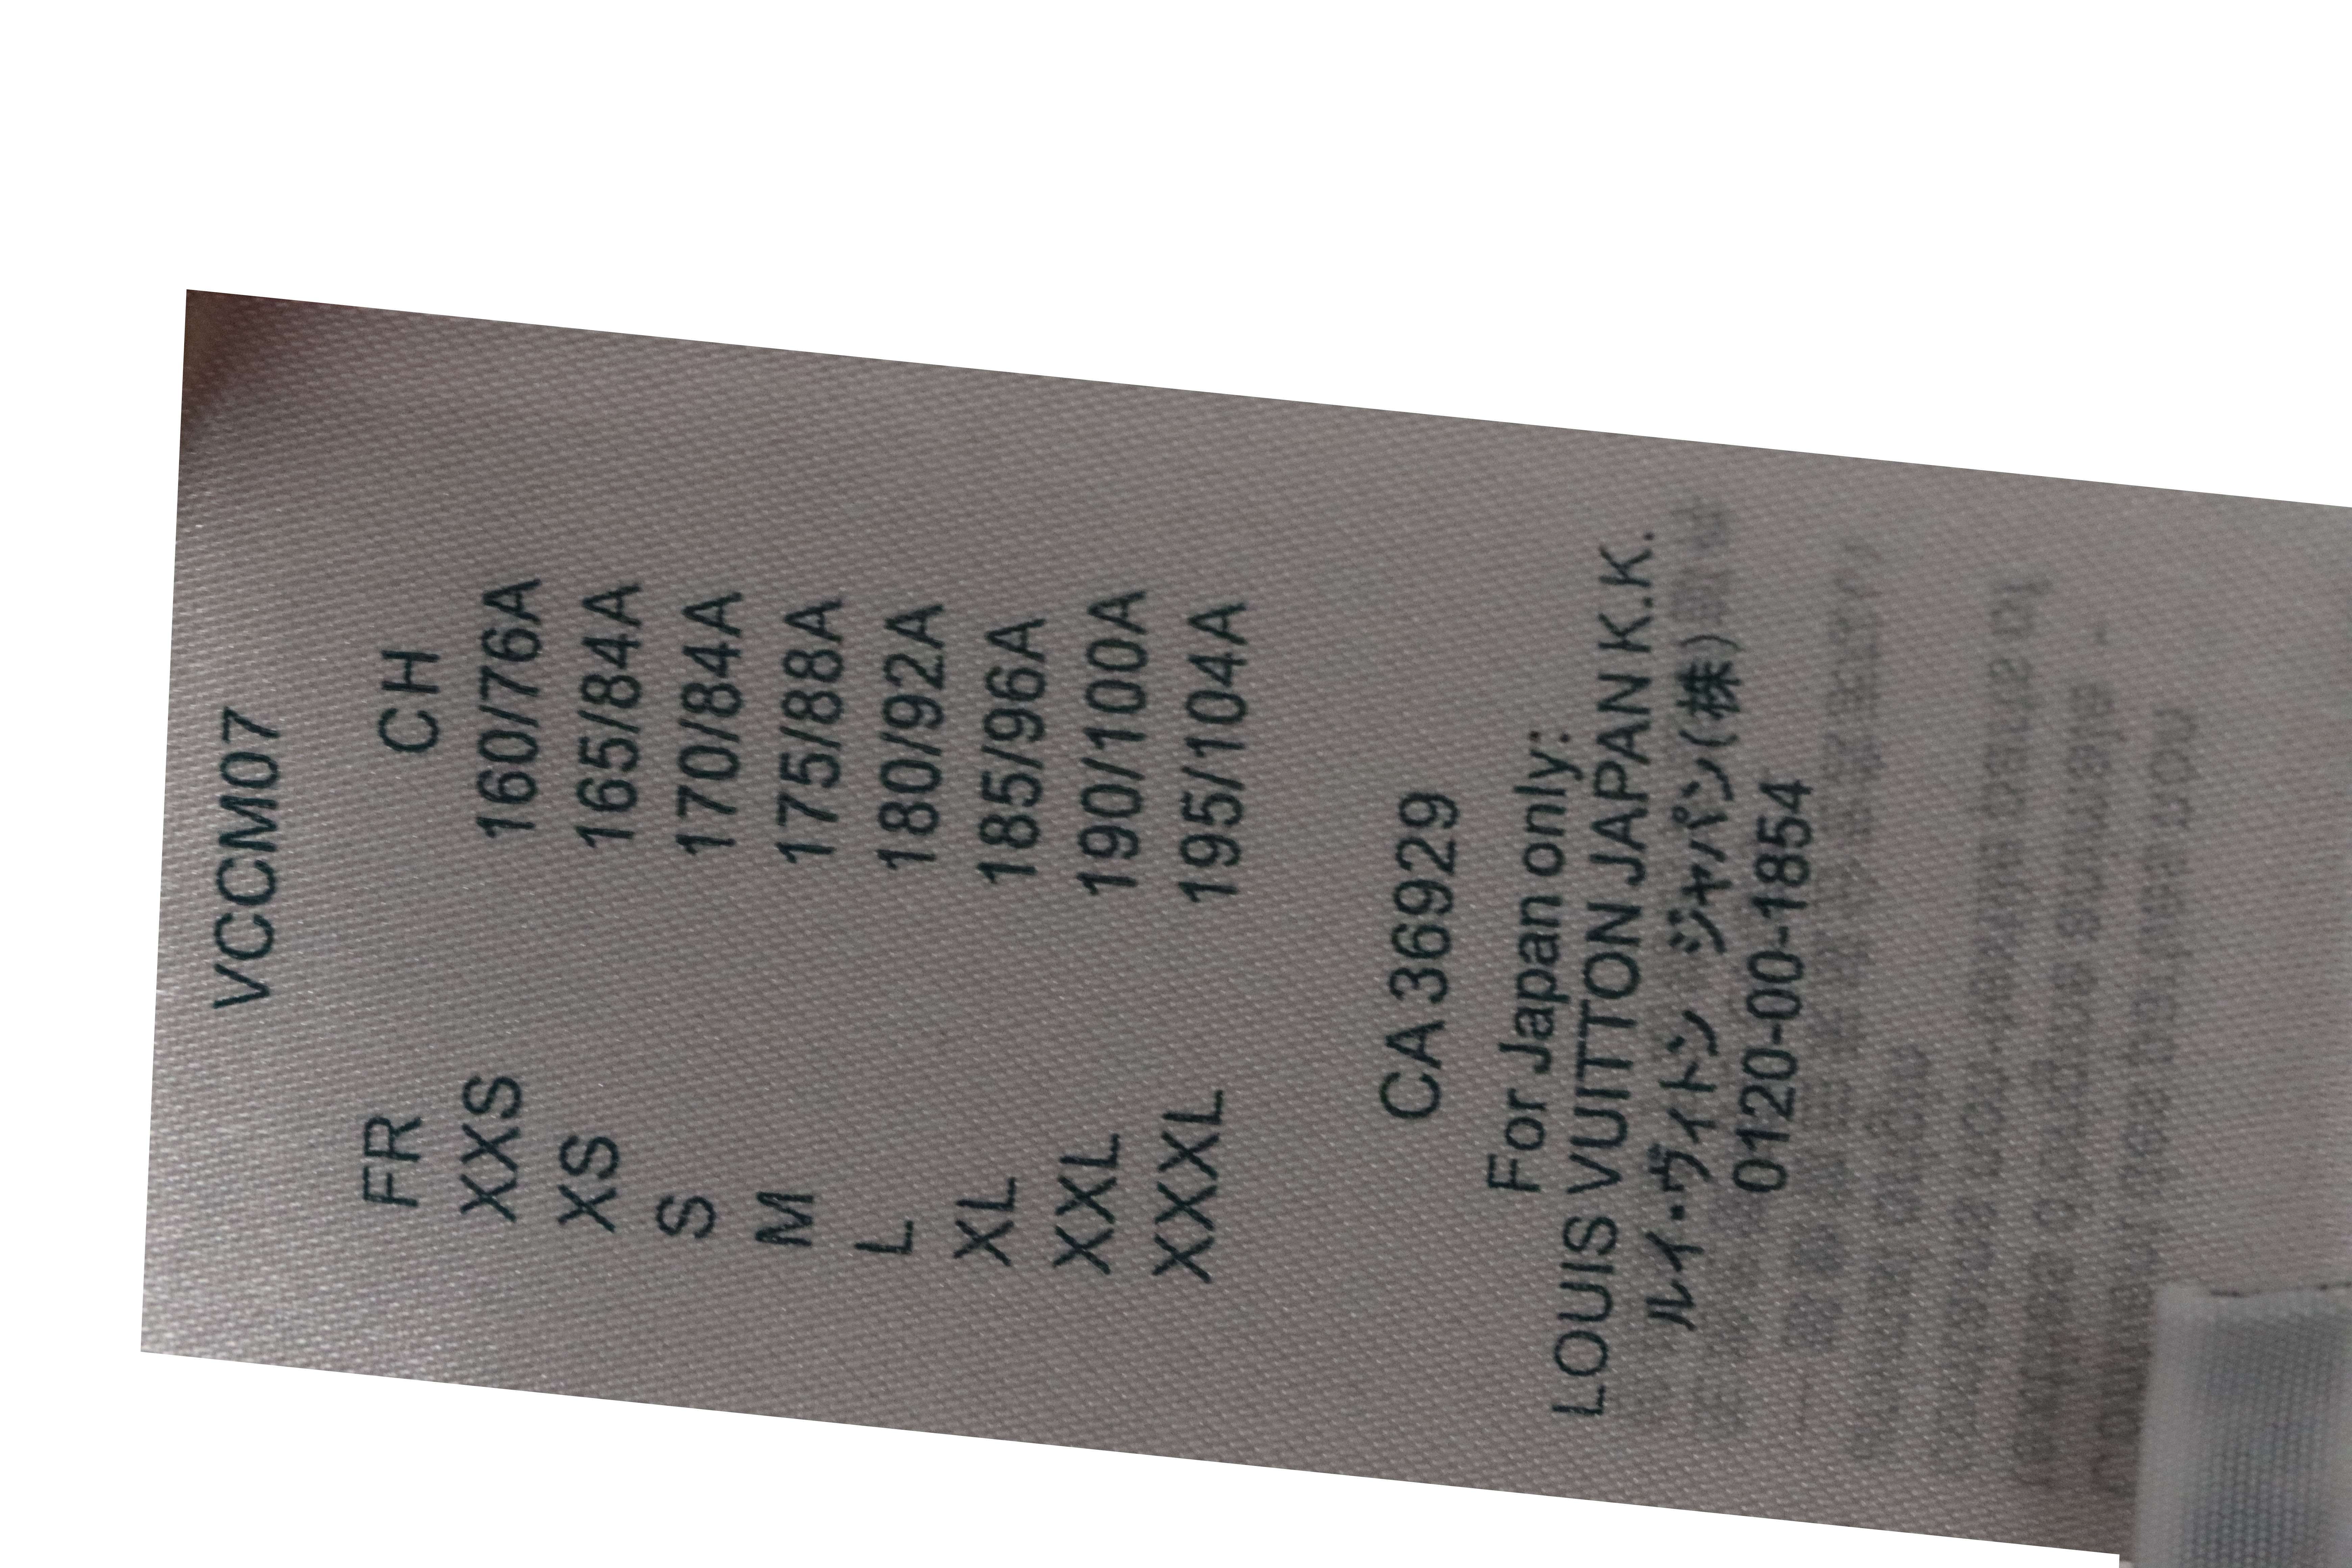 VCCM07
FR CH
XXS 160/76A
XS 165/84A
S 170/84A
M 175/88A
L 180/92A
XL 185/96A
XXL 190/100A
XXXL 195/104A
CA 36929
For Japan only:
LOUIS VUITTON JAPAN K.K.
ルイ・ヴィトン ジャパン(株)
0120-00-1854